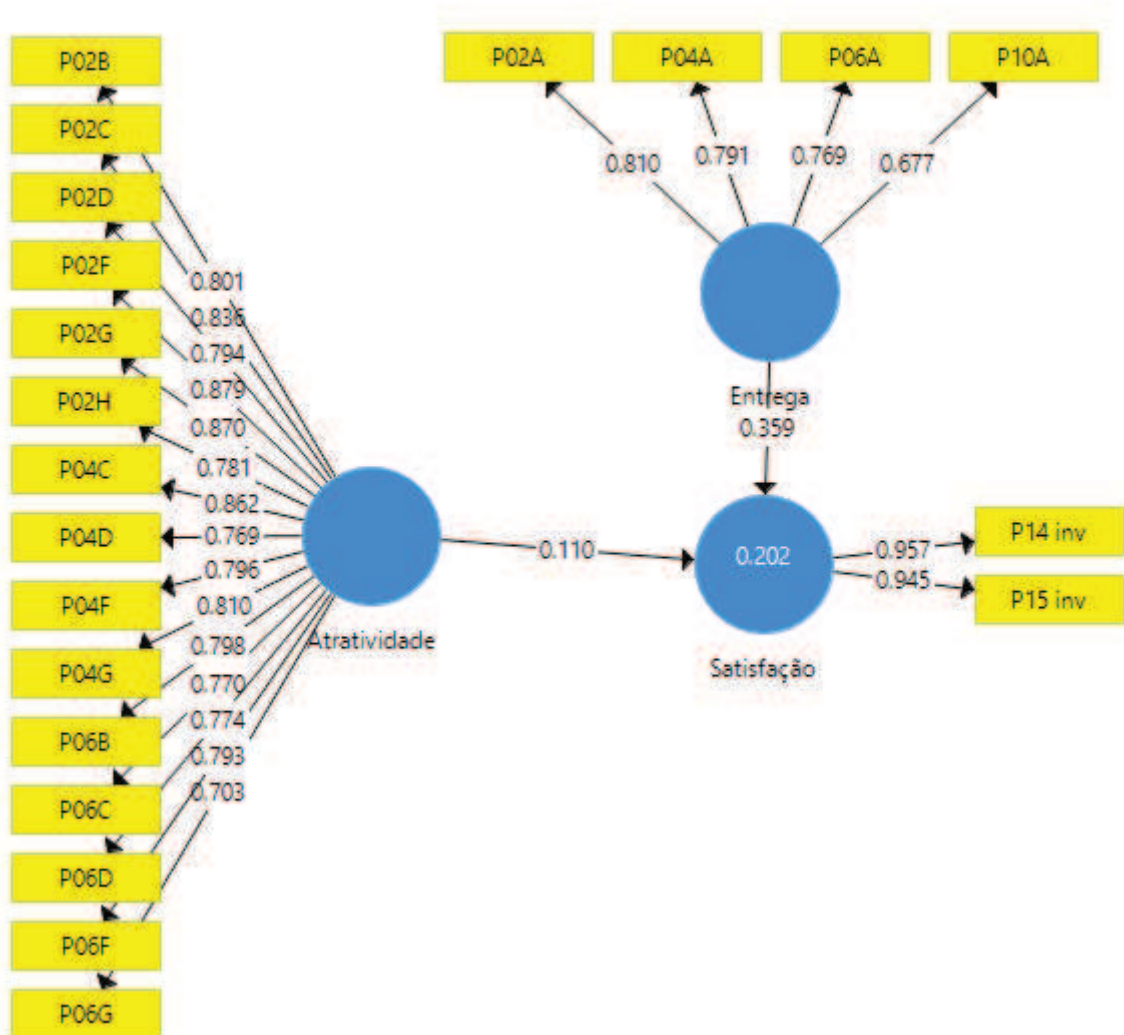 P02B
P02C
P02D
P02F
P02G
P02H
P04C
P04D
P04F
P04G
P06B
P06C
P06D
P06F
P06G
0.801
0.836
0.794
0.879
0.870
0.781
0.862
0.769
0.796
0.810
0.798
0.770
0.774
0.793
0.703
Atratividade
0.110
P02A P04A P06A P10A
0.810 0.791 0.769 0.677
Entrega
0.359
0.202
Satisfação
0.957
0.945
P14 inv
P15 inv